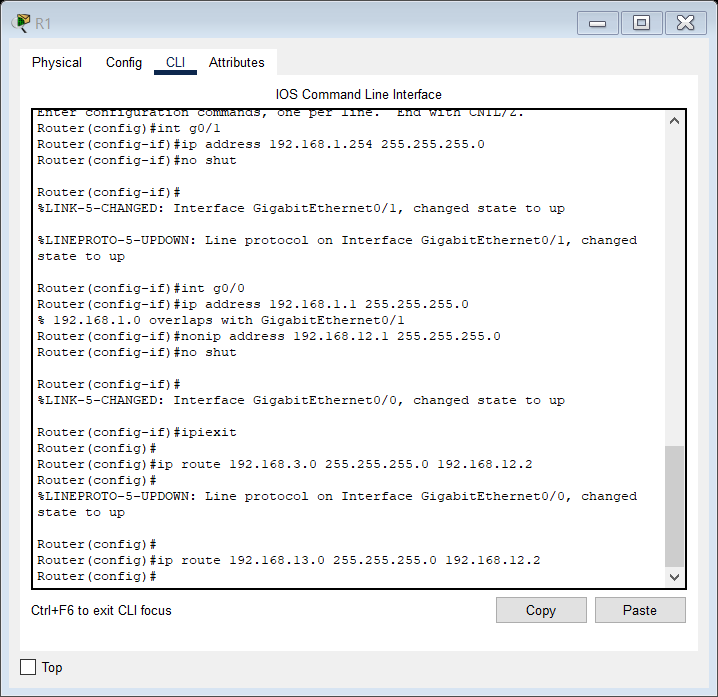 R1
Physical Config CLI Attributes
IOS Command Line Interface
Enter configuration commands, one per line. End with CNTL/Z.
Router(config)#int g0/1
Router(config-if)#ip address 192.168.1.254 255.255.255.0
Router(config-if)#no shut
Router(config-if)#
%LINK-5-CHANGED: Interface GigabitEthernet0/1, changed state to up
%LINEPROTO-5-UPDOWN: Line protocol on Interface GigabitEthernet0/1, changed
state to up
Router(config-if)#int g0/0
Router(config-if)#ip address 192.168.1.1 255.255.255.0
% 192.168.1.0 overlaps with GigabitEthernet0/1
Router(config-if)#nonip address 192.168.12.1 255.255.255.0
Router(config-if)#no shut
Router(config-if)#
%LINK-5-CHANGED: Interface GigabitEthernet0/0, changed state to up
Router(config-if)#ipiexit
Router(config)#
Router(config)#ip route 192.168.3.0 255.255.255.0 192.168.12.2
Router(config)#
%LINEPROTO-5-UPDOWN: Line protocol on Interface GigabitEthernet0/0, changed
state to up
Router(config)#
Router(config)#ip route 192.168.13.0 255.255.255.0 192.168.12.2
Router(config)#
Ctrl+F6 to exit CLI focus
Copy Paste
Top